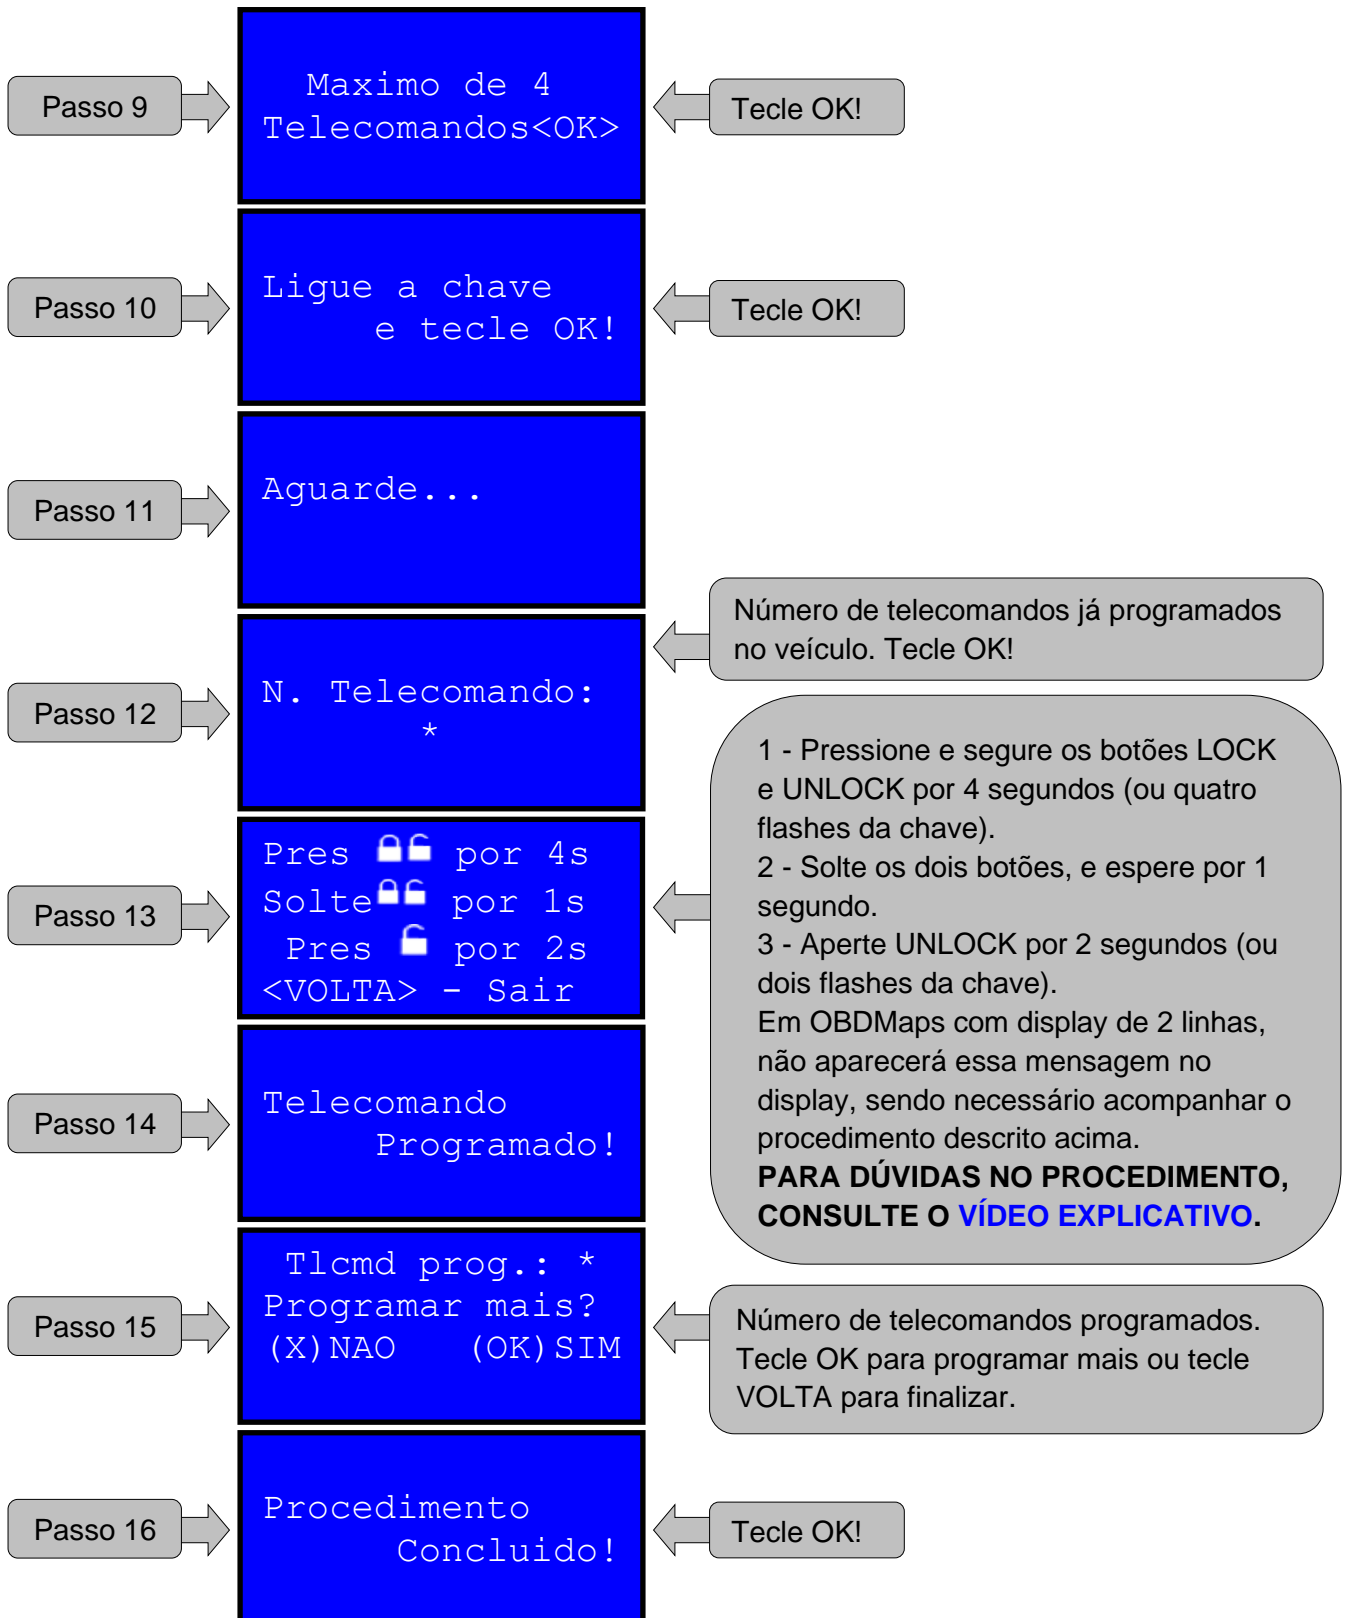 Passo 9
Maximo de 4
Telecomandos<OK>
Tecle OK!
Passo 10
Ligue a chave
e tecle OK!
Tecle OK!
Passo 11
Aguarde...
Número de telecomandos já programados
no veículo. Tecle OK!
Passo 12
N. Telecomando:
*
Passo 13
Pres por 4s
Solte por 1s
Pres por 2s
<VOLTA> - Sair
1 - Pressione e segure os botões LOCK
e UNLOCK por 4 segundos (ou quatro
flashes da chave).
2 - Solte os dois botões, e espere por 1
segundo.
3 - Aperte UNLOCK por 2 segundos (ou
dois flashes da chave).
Em OBDMaps com display de 2 linhas,
não aparecerá essa mensagem no
display, sendo necessário acompanhar o
procedimento descrito acima.
PARA DÚVIDAS NO PROCEDIMENTO,
CONSULTE O VÍDEO EXPLICATIVO.
Passo 14
Telecomando
Programado!
Passo 15
Tlcmd prog.: *
Programar mais?
(X)NAO (OK)SIM
Número de telecomandos programados.
Tecle OK para programar mais ou tecle
VOLTA para finalizar.
Passo 16
Procedimento
Concluido!
Tecle OK!